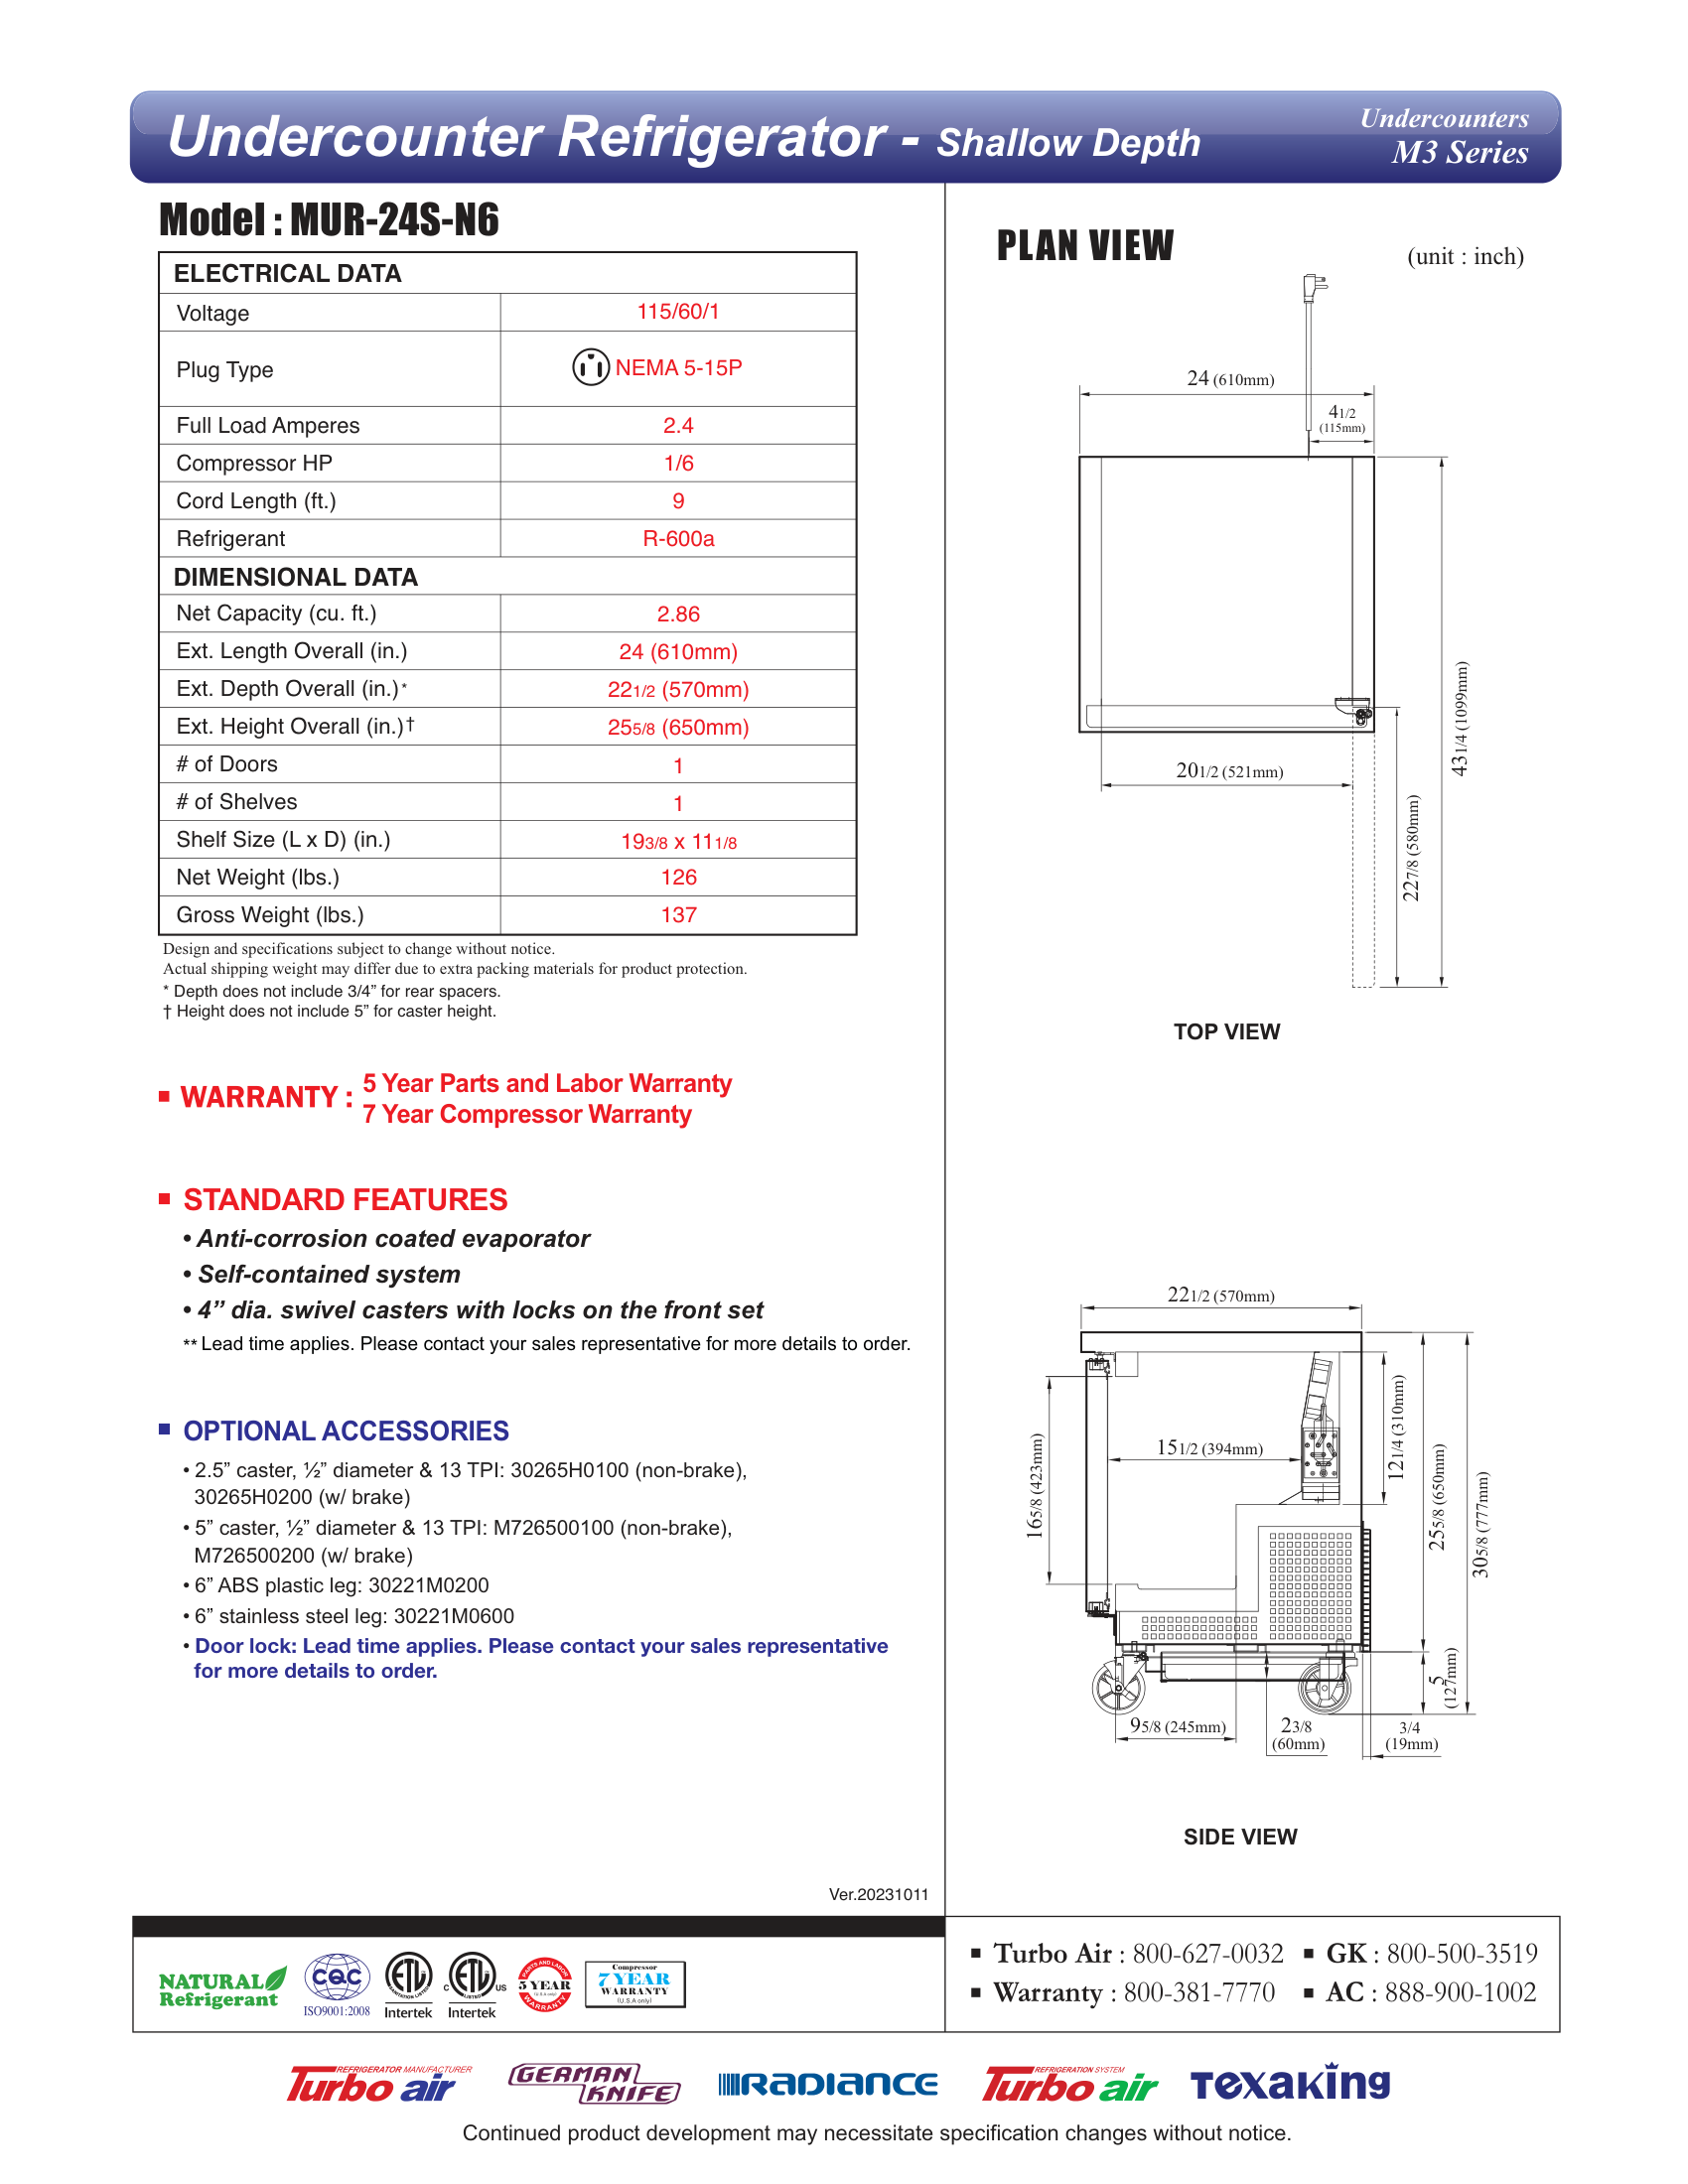 Undercounter Refrigerator - Shallow Depth
Undercounters
M3 Series
Model : MUR-24S-N6
ELECTRICAL DATA
Voltage 115/60/1
Plug Type NEMA 5-15P
Full Load Amperes 2.4
Compressor HP 1/6
Cord Length (ft.) 9
Refrigerant R-600a
DIMENSIONAL DATA
Net Capacity (cu. ft.) 2.86
Ext. Length Overall (in.) 24 (610mm)
Ext. Depth Overall (in.)* 22 1/2 (570mm)
Ext. Height Overall (in.)† 25 5/8 (650mm)
# of Doors 1
# of Shelves 1
Shelf Size (L x D) (in.) 19 3/8 x 11 1/8
Net Weight (lbs.) 126
Gross Weight (lbs.) 137
Design and specifications subject to change without notice.
Actual shipping weight may differ due to extra packing materials for product protection.
* Depth does not include 3/4” for rear spacers.
† Height does not include 5” for caster height.
WARRANTY : 5 Year Parts and Labor Warranty
7 Year Compressor Warranty
STANDARD FEATURES
• Anti-corrosion coated evaporator
• Self-contained system
• 4” dia. swivel casters with locks on the front set
** Lead time applies. Please contact your sales representative for more details to order.
OPTIONAL ACCESSORIES
• 2.5” caster, ½” diameter & 13 TPI: 30265H0100 (non-brake),
30265H0200 (w/ brake)
• 5” caster, ½” diameter & 13 TPI: M726500100 (non-brake),
M726500200 (w/ brake)
• 6” ABS plastic leg: 30221M0200
• 6” stainless steel leg: 30221M0600
• Door lock: Lead time applies. Please contact your sales representative
for more details to order.
Ver.20231011
PLAN VIEW
(unit : inch)
24 (610mm)
4 1/2
(115mm)
43 1/4 (1099mm)
20 1/2 (521mm)
22 7/8 (580mm)
TOP VIEW
22 1/2 (570mm)
12 1/4 (310mm)
15 1/2 (394mm)
16 5/8 (423mm)
25 5/8 (650mm)
30 5/8 (777mm)
5
(127mm)
9 5/8 (245mm)
2 3/8
(60mm)
3/4
(19mm)
SIDE VIEW
NATURAL
Refrigerant
CQC
ISO9001:2008
ETL
SANITATION LISTED
Intertek
C ETL US
LISTED
Intertek
PARTS AND LABOR
5 YEAR
(U.S.A only)
WARRANTY
Compressor
7 YEAR
WARRANTY
(U.S.A only)
Turbo Air : 800-627-0032
GK : 800-500-3519
Warranty : 800-381-7770
AC : 888-900-1002
REFRIGERATOR MANUFACTURER
Turbo air
GERMAN
KNIFE
RADIANCE
REFRIGERATION SYSTEM
Turbo air
Texaking
Continued product development may necessitate specification changes without notice.